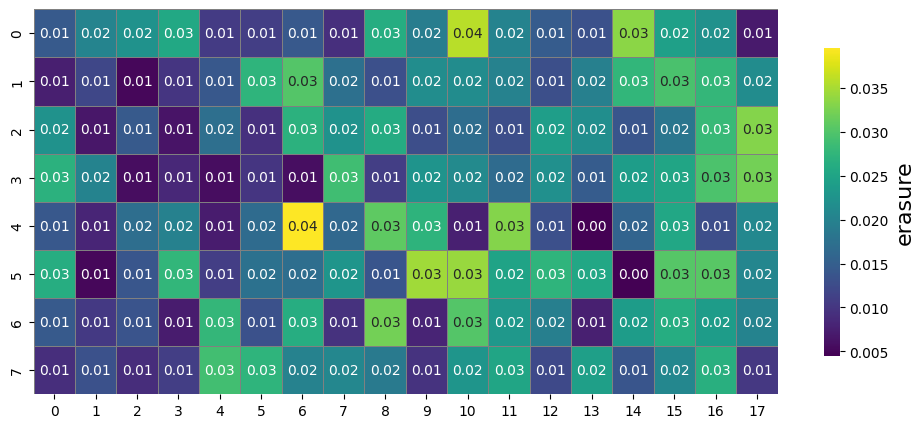 0 0.01 0.02 0.02 0.03 0.01 0.01 0.01 0.01 0.03 0.02 0.04 0.02 0.01 0.01 0.03 0.02 0.02 0.01
1 0.01 0.01 0.01 0.01 0.01 0.03 0.03 0.02 0.01 0.02 0.02 0.02 0.01 0.02 0.03 0.03 0.03 0.02
2 0.02 0.01 0.01 0.01 0.02 0.01 0.03 0.02 0.03 0.01 0.02 0.01 0.02 0.02 0.01 0.02 0.03 0.03
3 0.03 0.02 0.01 0.01 0.01 0.01 0.01 0.03 0.01 0.02 0.02 0.02 0.02 0.01 0.02 0.03 0.03 0.03
4 0.01 0.01 0.02 0.02 0.01 0.02 0.04 0.02 0.03 0.03 0.01 0.03 0.01 0.00 0.02 0.03 0.01 0.02
5 0.03 0.01 0.01 0.03 0.01 0.02 0.02 0.02 0.01 0.03 0.03 0.02 0.03 0.03 0.00 0.03 0.03 0.02
6 0.01 0.01 0.01 0.01 0.03 0.01 0.03 0.01 0.03 0.01 0.03 0.02 0.02 0.01 0.02 0.03 0.02 0.02
7 0.01 0.01 0.01 0.01 0.03 0.03 0.02 0.02 0.02 0.01 0.02 0.03 0.01 0.02 0.01 0.02 0.03 0.01
0 1 2 3 4 5 6 7 8 9 10 11 12 13 14 15 16 17
0.035
0.030
0.025
0.020
0.015
0.010
0.005
erasure